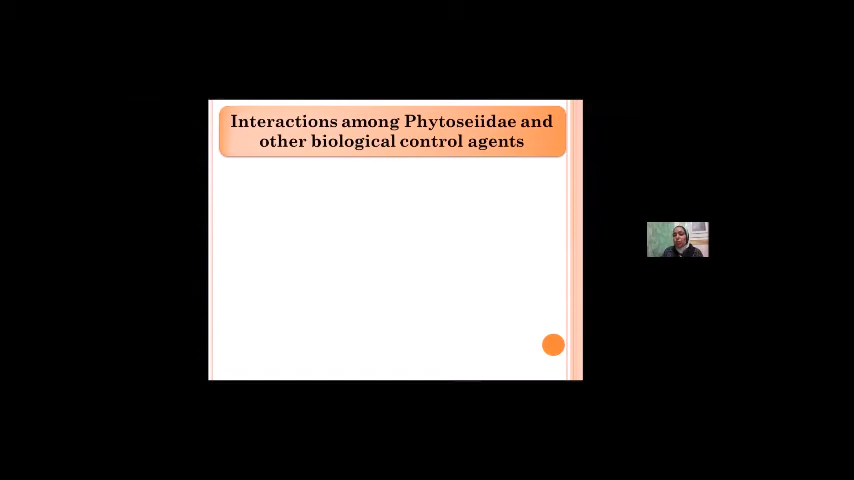 Interactions among Phytoseiidae and
other biological control agents